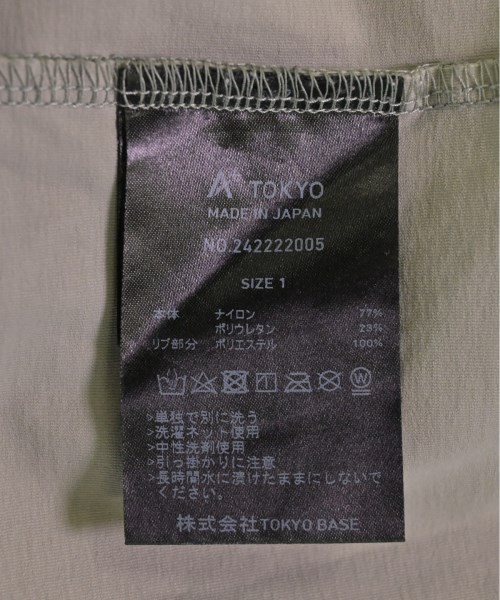 A TOKYO
MADE IN JAPAN
NO.242222005
SIZE 1
本体 ナイロン 77%
ポリウレタン 23%
リブ部分 ポリエステル 100%
>単独で別に洗う
>洗濯ネット使用
>中性洗剤使用
>引っ掛かりに注意
>長時間水に漬けたままにしないで
ください。
株式会社TOKYO BASE